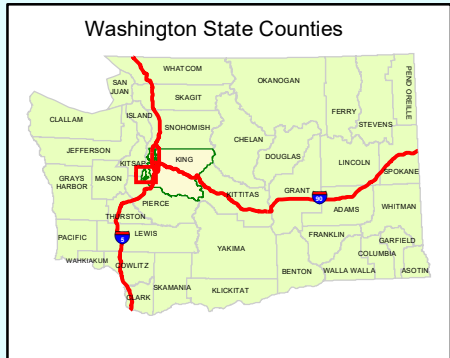 Washington State Counties
WHATCOM
OKANOGAN
PEND OREILLE
SAN
JUAN
SKAGIT
FERRY
STEVENS
ISLAND
CLALLAM
SNOHOMISH
CHELAN
JEFFERSON
DOUGLAS
LINCOLN
KITSAP
KING
SPOKANE
GRAYS
HARBOR
MASON
KITTITAS
GRANT
90
PIERCE
ADAMS
WHITMAN
THURSTON
PACIFIC
5
LEWIS
YAKIMA
FRANKLIN
GARFIELD
COLUMBIA
WAHKIAKUM
COWLITZ
BENTON
WALLA WALLA
ASOTIN
SKAMANIA
KLICKITAT
CLARK